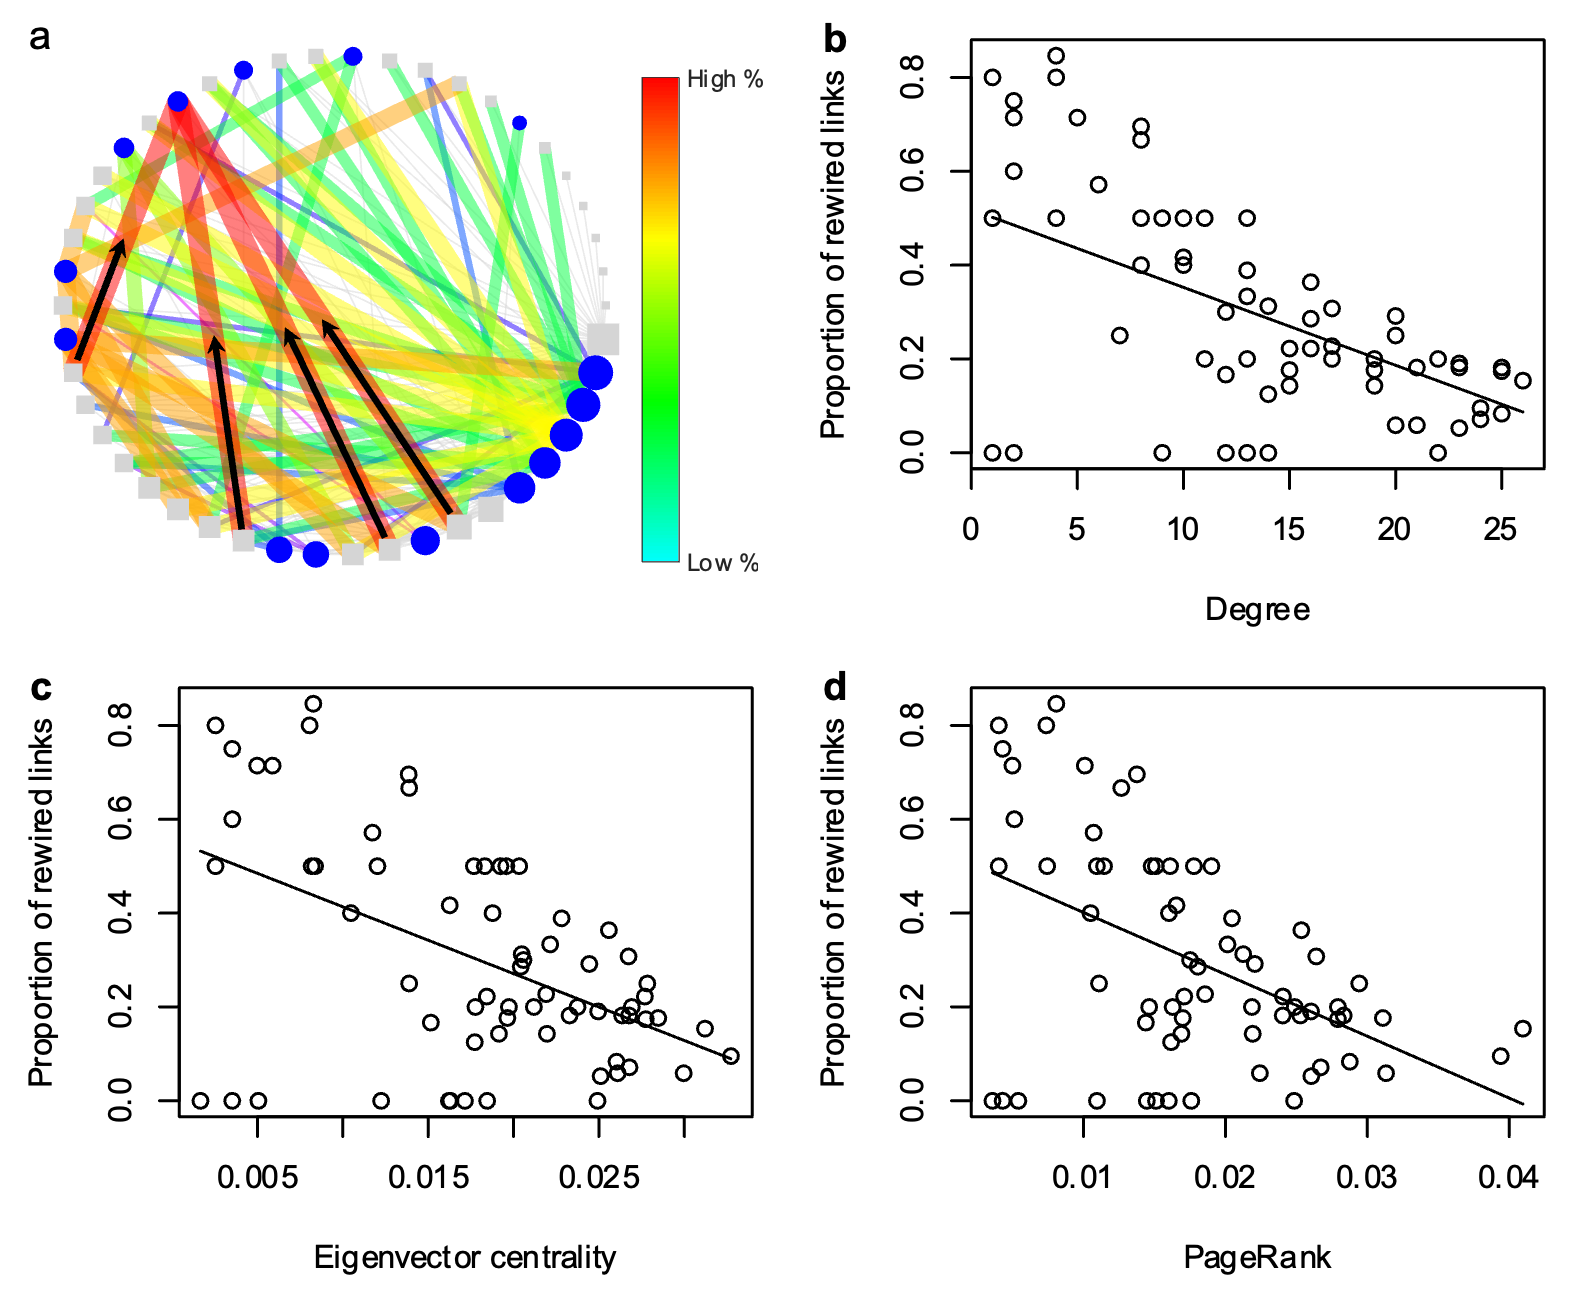 a
High %
Low %
b
Proportion of rewired links
0.0 0.2 0.4 0.6 0.8
0 5 10 15 20 25
Degree
c
Proportion of rewired links
0.0 0.2 0.4 0.6 0.8
0.005 0.015 0.025
Eigenvector centrality
d
Proportion of rewired links
0.0 0.2 0.4 0.6 0.8
0.01 0.02 0.03 0.04
PageRank